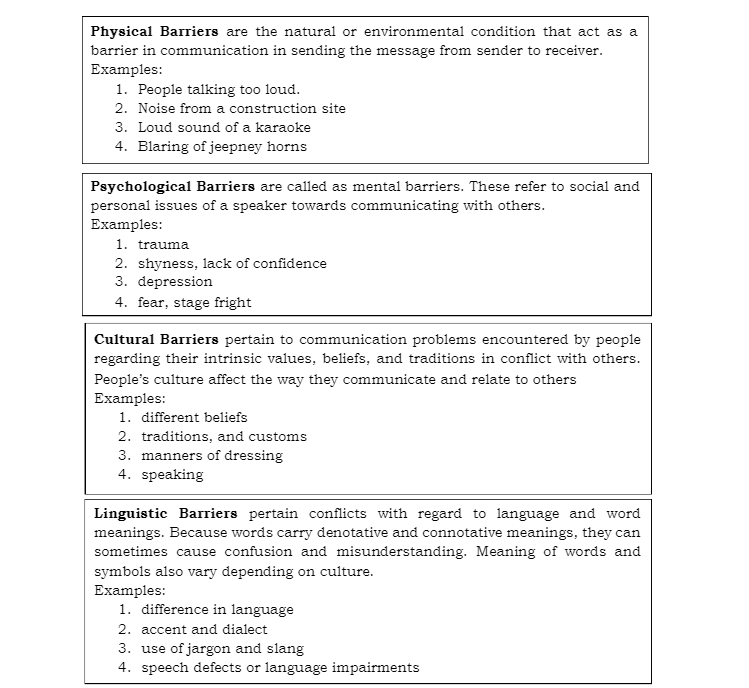 Physical Barriers are the natural or environmental condition that act as a
barrier in communication in sending the message from sender to receiver.
Examples:
1. People talking too loud.
2. Noise from a construction site
3. Loud sound of a karaoke
4. Blaring of jeepney horns
Psychological Barriers are called as mental barriers. These refer to social and
personal issues of a speaker towards communicating with others.
Examples:
1. trauma
2. shyness, lack of confidence
3. depression
4. fear, stage fright
Cultural Barriers pertain to communication problems encountered by people
regarding their intrinsic values, beliefs, and traditions in conflict with others.
People’s culture affect the way they communicate and relate to others
Examples:
1. different beliefs
2. traditions, and customs
3. manners of dressing
4. speaking
Linguistic Barriers pertain conflicts with regard to language and word
meanings. Because words carry denotative and connotative meanings, they can
sometimes cause confusion and misunderstanding. Meaning of words and
symbols also vary depending on culture.
Examples:
1. difference in language
2. accent and dialect
3. use of jargon and slang
4. speech defects or language impairments